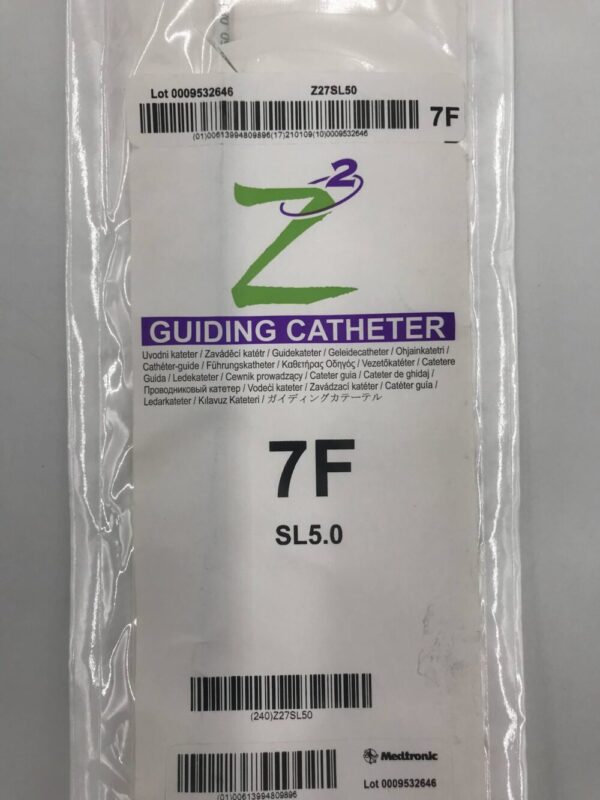 Lot 0009532646 Z27SL50
7F
(01)00613994809896(17)210109(10)0009532646
Z2
GUIDING CATHETER
Uvodni kateter / Zaváděcí katétr / Guidekateter / Geleidecatheter / Ohjainkatetri /
Cathéter-guide / Führungskatheter / Καθετήρας Οδηγός / Vezetőkatéter / Catetere
Guida / Ledekateter / Cewnik prowadzący / Cateter guia / Cateter de ghidaj /
Проводниковый катетер / Vodeći kateter / Zavádzací katéter / Catéter guía /
Ledarkateter / Kılavuz Kateteri / ガイディングカテーテル
7F
SL5.0
(240)Z27SL50
Medtronic
(01)00613994809896
Lot 0009532646